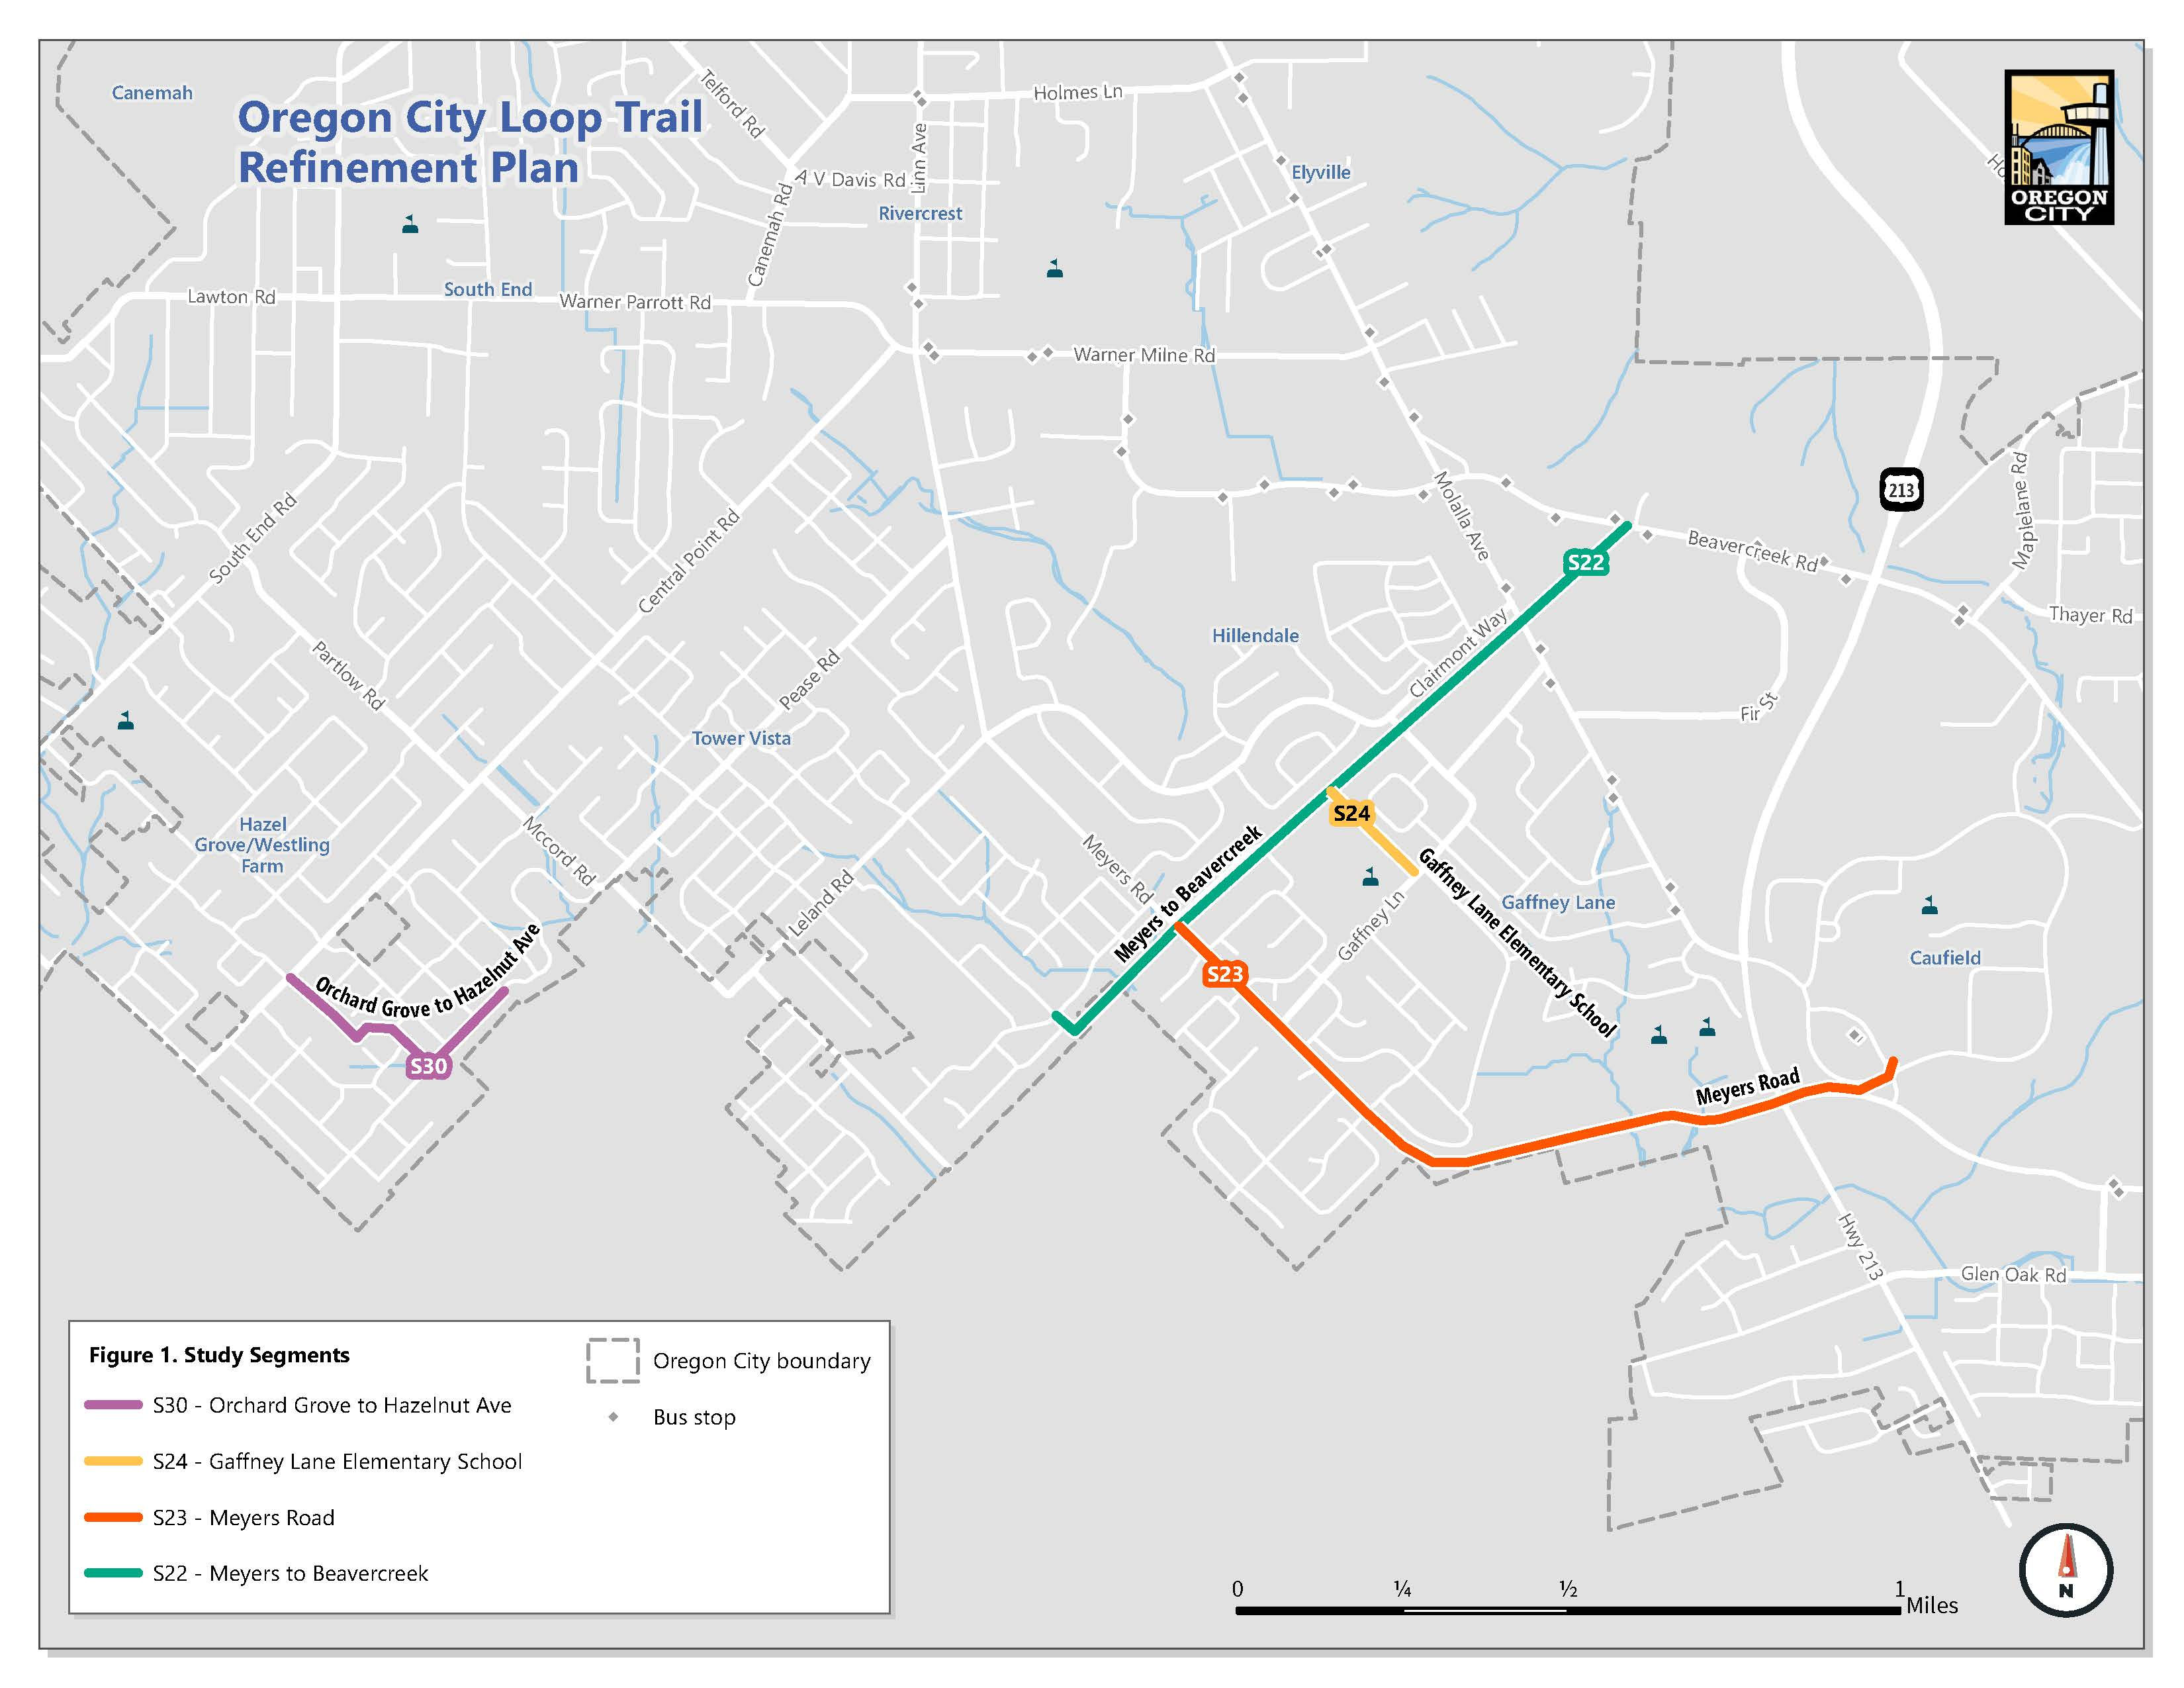 Canemah
Oregon City Loop Trail
Refinement Plan
Telford Rd
Holmes Ln
Linn Ave
A V Davis Rd
Canemah Rd
Rivercrest
Elyville
OREGON
CITY
Lawton Rd
South End
Warner Parrott Rd
Warner Milne Rd
213
Molalla Ave
Maplelane Rd
South End Rd
Central Point Rd
Beavercreek Rd
S22
Thayer Rd
Hillendale
Clairmont Way
Partlow Rd
Pease Rd
Fir St
Tower Vista
S24
Hazel
Grove/Westling
Farm
Mccord Rd
Meyers Rd
Meyers to Beavercreek
Gaffney Lane Elementary School
Leland Rd
Gaffney Ln
Gaffney Lane
Caufield
Orchard Grove to Hazelnut Ave
S23
S30
Meyers Road
Hwy 213
Glen Oak Rd
Figure 1. Study Segments
S30 - Orchard Grove to Hazelnut Ave
S24 - Gaffney Lane Elementary School
S23 - Meyers Road
S22 - Meyers to Beavercreek
Oregon City boundary
Bus stop
0 ¼ ½ 1
Miles
N